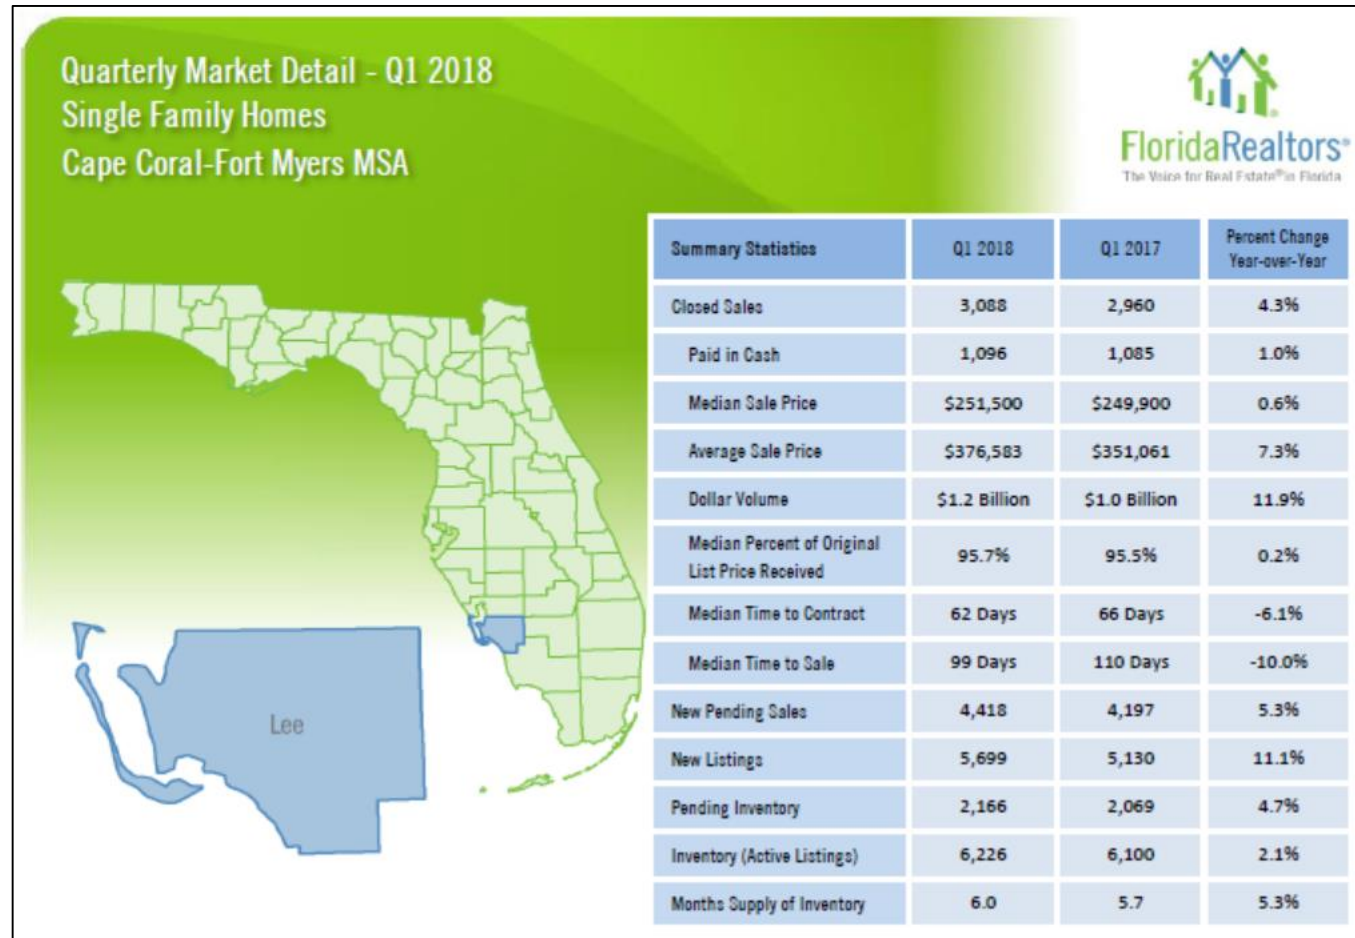 Quarterly Market Detail - Q1 2018
Single Family Homes
Cape Coral-Fort Myers MSA
FloridaRealtors®
The Voice for Real Estate® in Florida
Summary Statistics Q1 2018 Q1 2017 Percent Change
Year-over-Year
Closed Sales 3,088 2,960 4.3%
Paid in Cash 1,096 1,085 1.0%
Median Sale Price $251,500 $249,900 0.6%
Average Sale Price $376,583 $351,061 7.3%
Dollar Volume $1.2 Billion $1.0 Billion 11.9%
Median Percent of Original
List Price Received 95.7% 95.5% 0.2%
Median Time to Contract 62 Days 66 Days -6.1%
Median Time to Sale 99 Days 110 Days -10.0%
New Pending Sales 4,418 4,197 5.3%
New Listings 5,699 5,130 11.1%
Pending Inventory 2,166 2,069 4.7%
Inventory (Active Listings) 6,226 6,100 2.1%
Months Supply of Inventory 6.0 5.7 5.3%
Lee